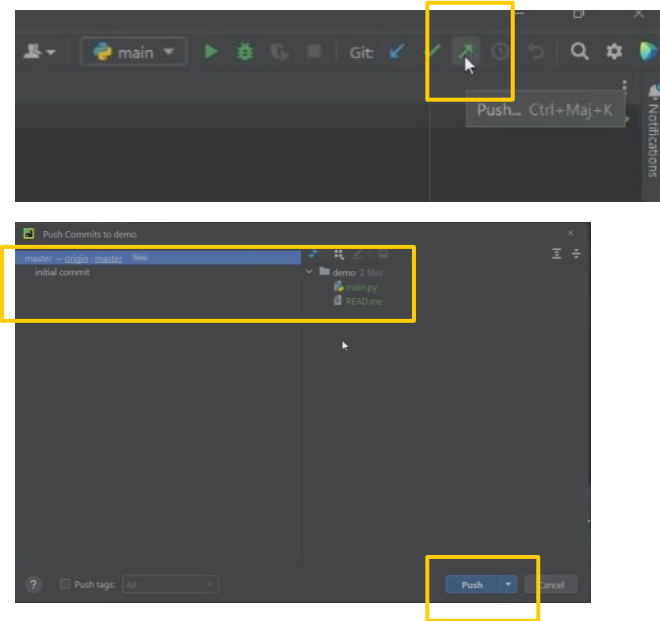 main Git:
Push... Ctrl+Maj+K
Notifications
Push Commits to demo
master → origin : master New
initial commit
demo 2 files
main.py
READ.me
? Push tags: All Push Cancel